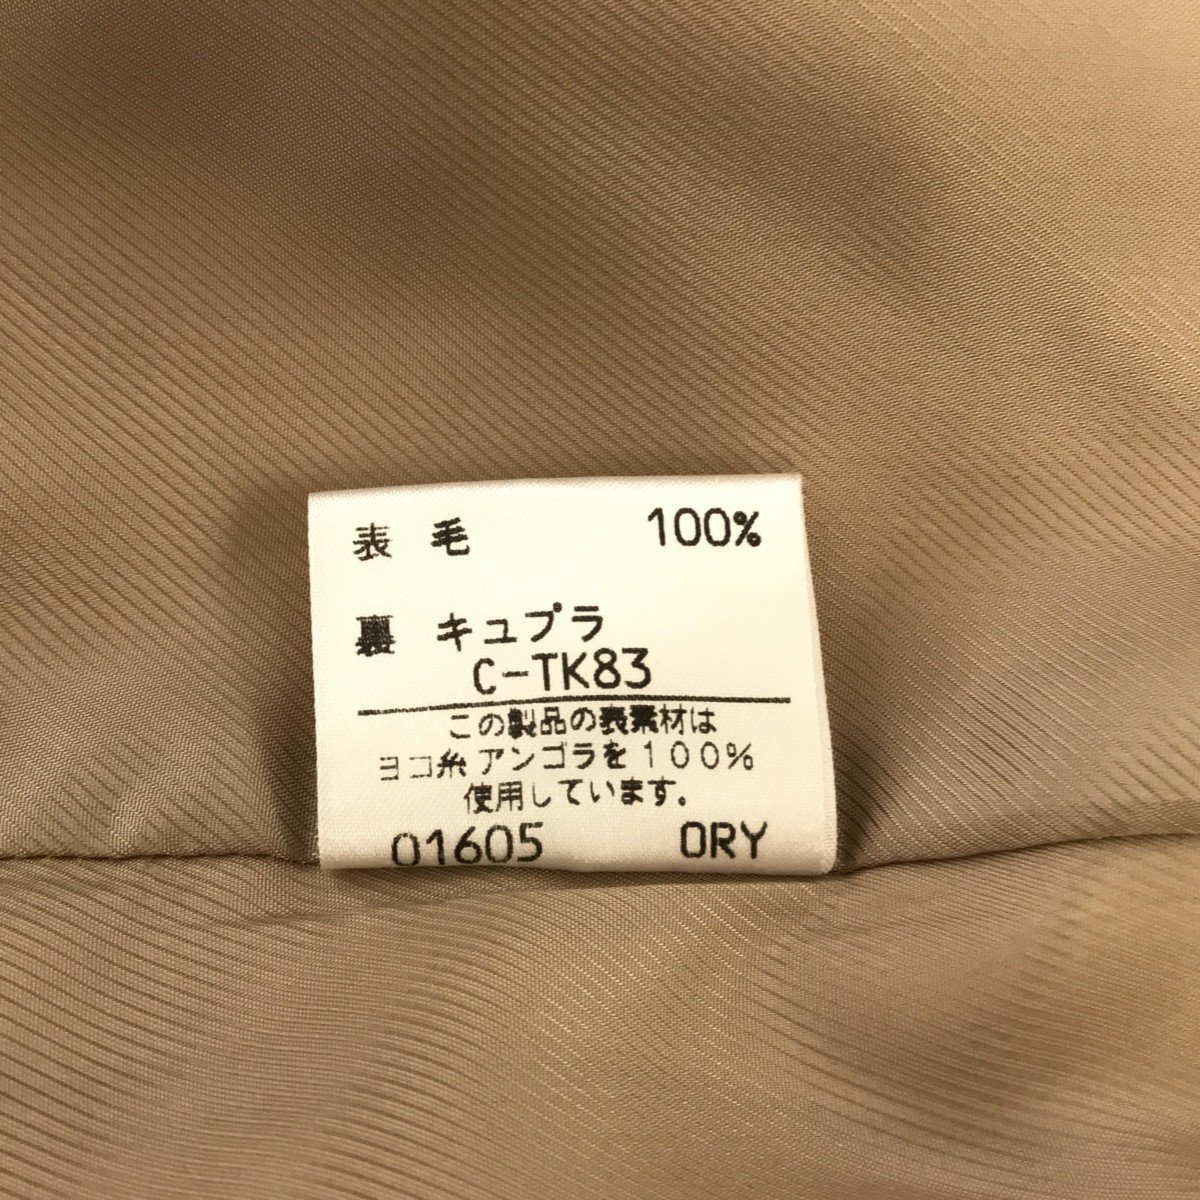 表 毛 100%
裏 キュプラ
C-TK83
この製品の表素材は
ヨコ糸アンゴラを100%
使用しています。
01605 ORY